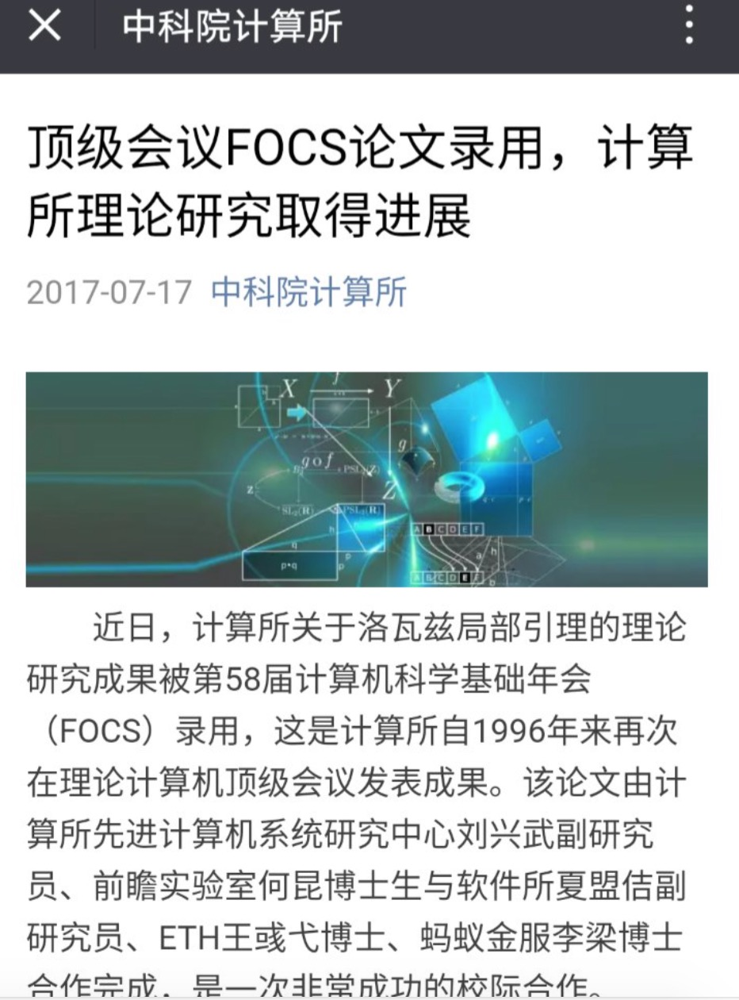 中科院计算所
顶级会议FOCS论文录用，计算
所理论研究取得进展
2017-07-17 中科院计算所
X
f
Y
g
g o f
PSL₂(Z)
Z
SL₂(R)
PSL₂(R)
h
q
p•q
p
p
A B C D E F
a
h
A B C D E F
b
近日，计算所关于洛瓦兹局部引理的理论
研究成果被第58届计算机科学基础年会
（FOCS）录用，这是计算所自1996年来再次
在理论计算机顶级会议发表成果。该论文由计
算所先进计算机系统研究中心刘兴武副研究
员、前瞻实验室何昆博士生与软件所夏盟佶副
研究员、ETH王彧弋博士、蚂蚁金服李梁博士
合作完成，是一次非常成功的校际合作。